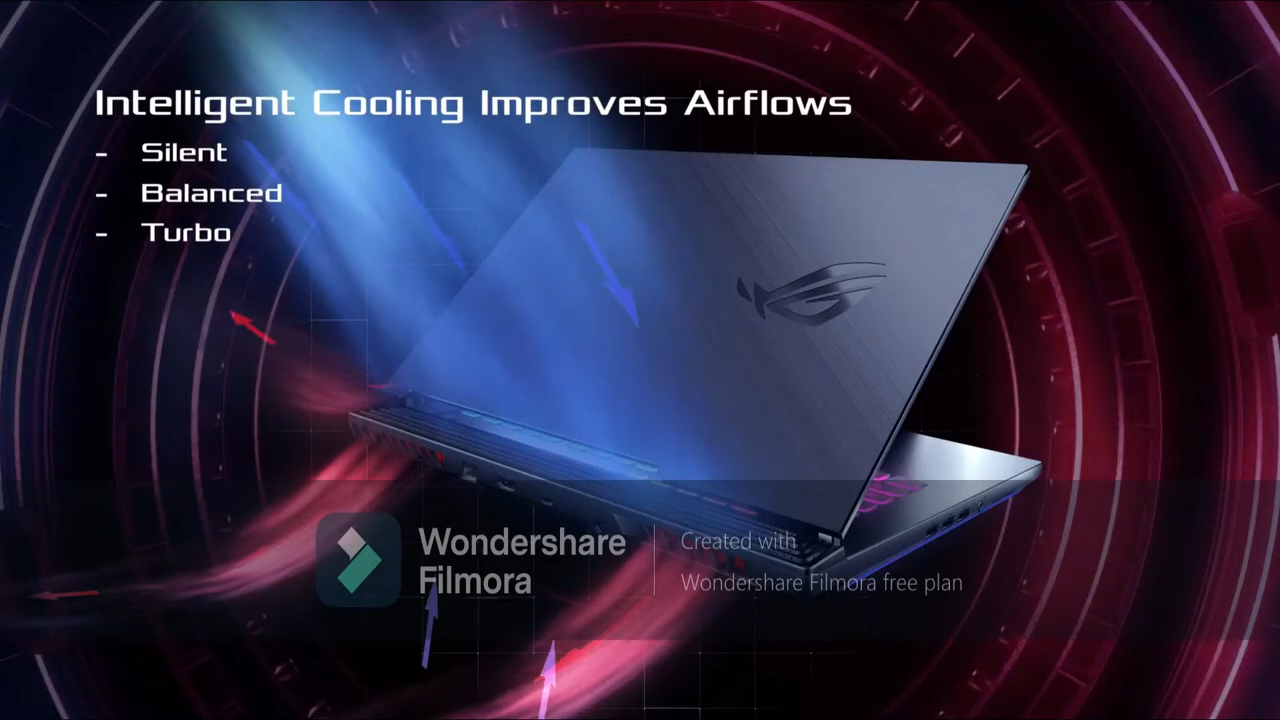 Intelligent Cooling Improves Airflows
- Silent
- Balanced
- Turbo
Wondershare
Filmora
Created with
Wondershare Filmora free plan